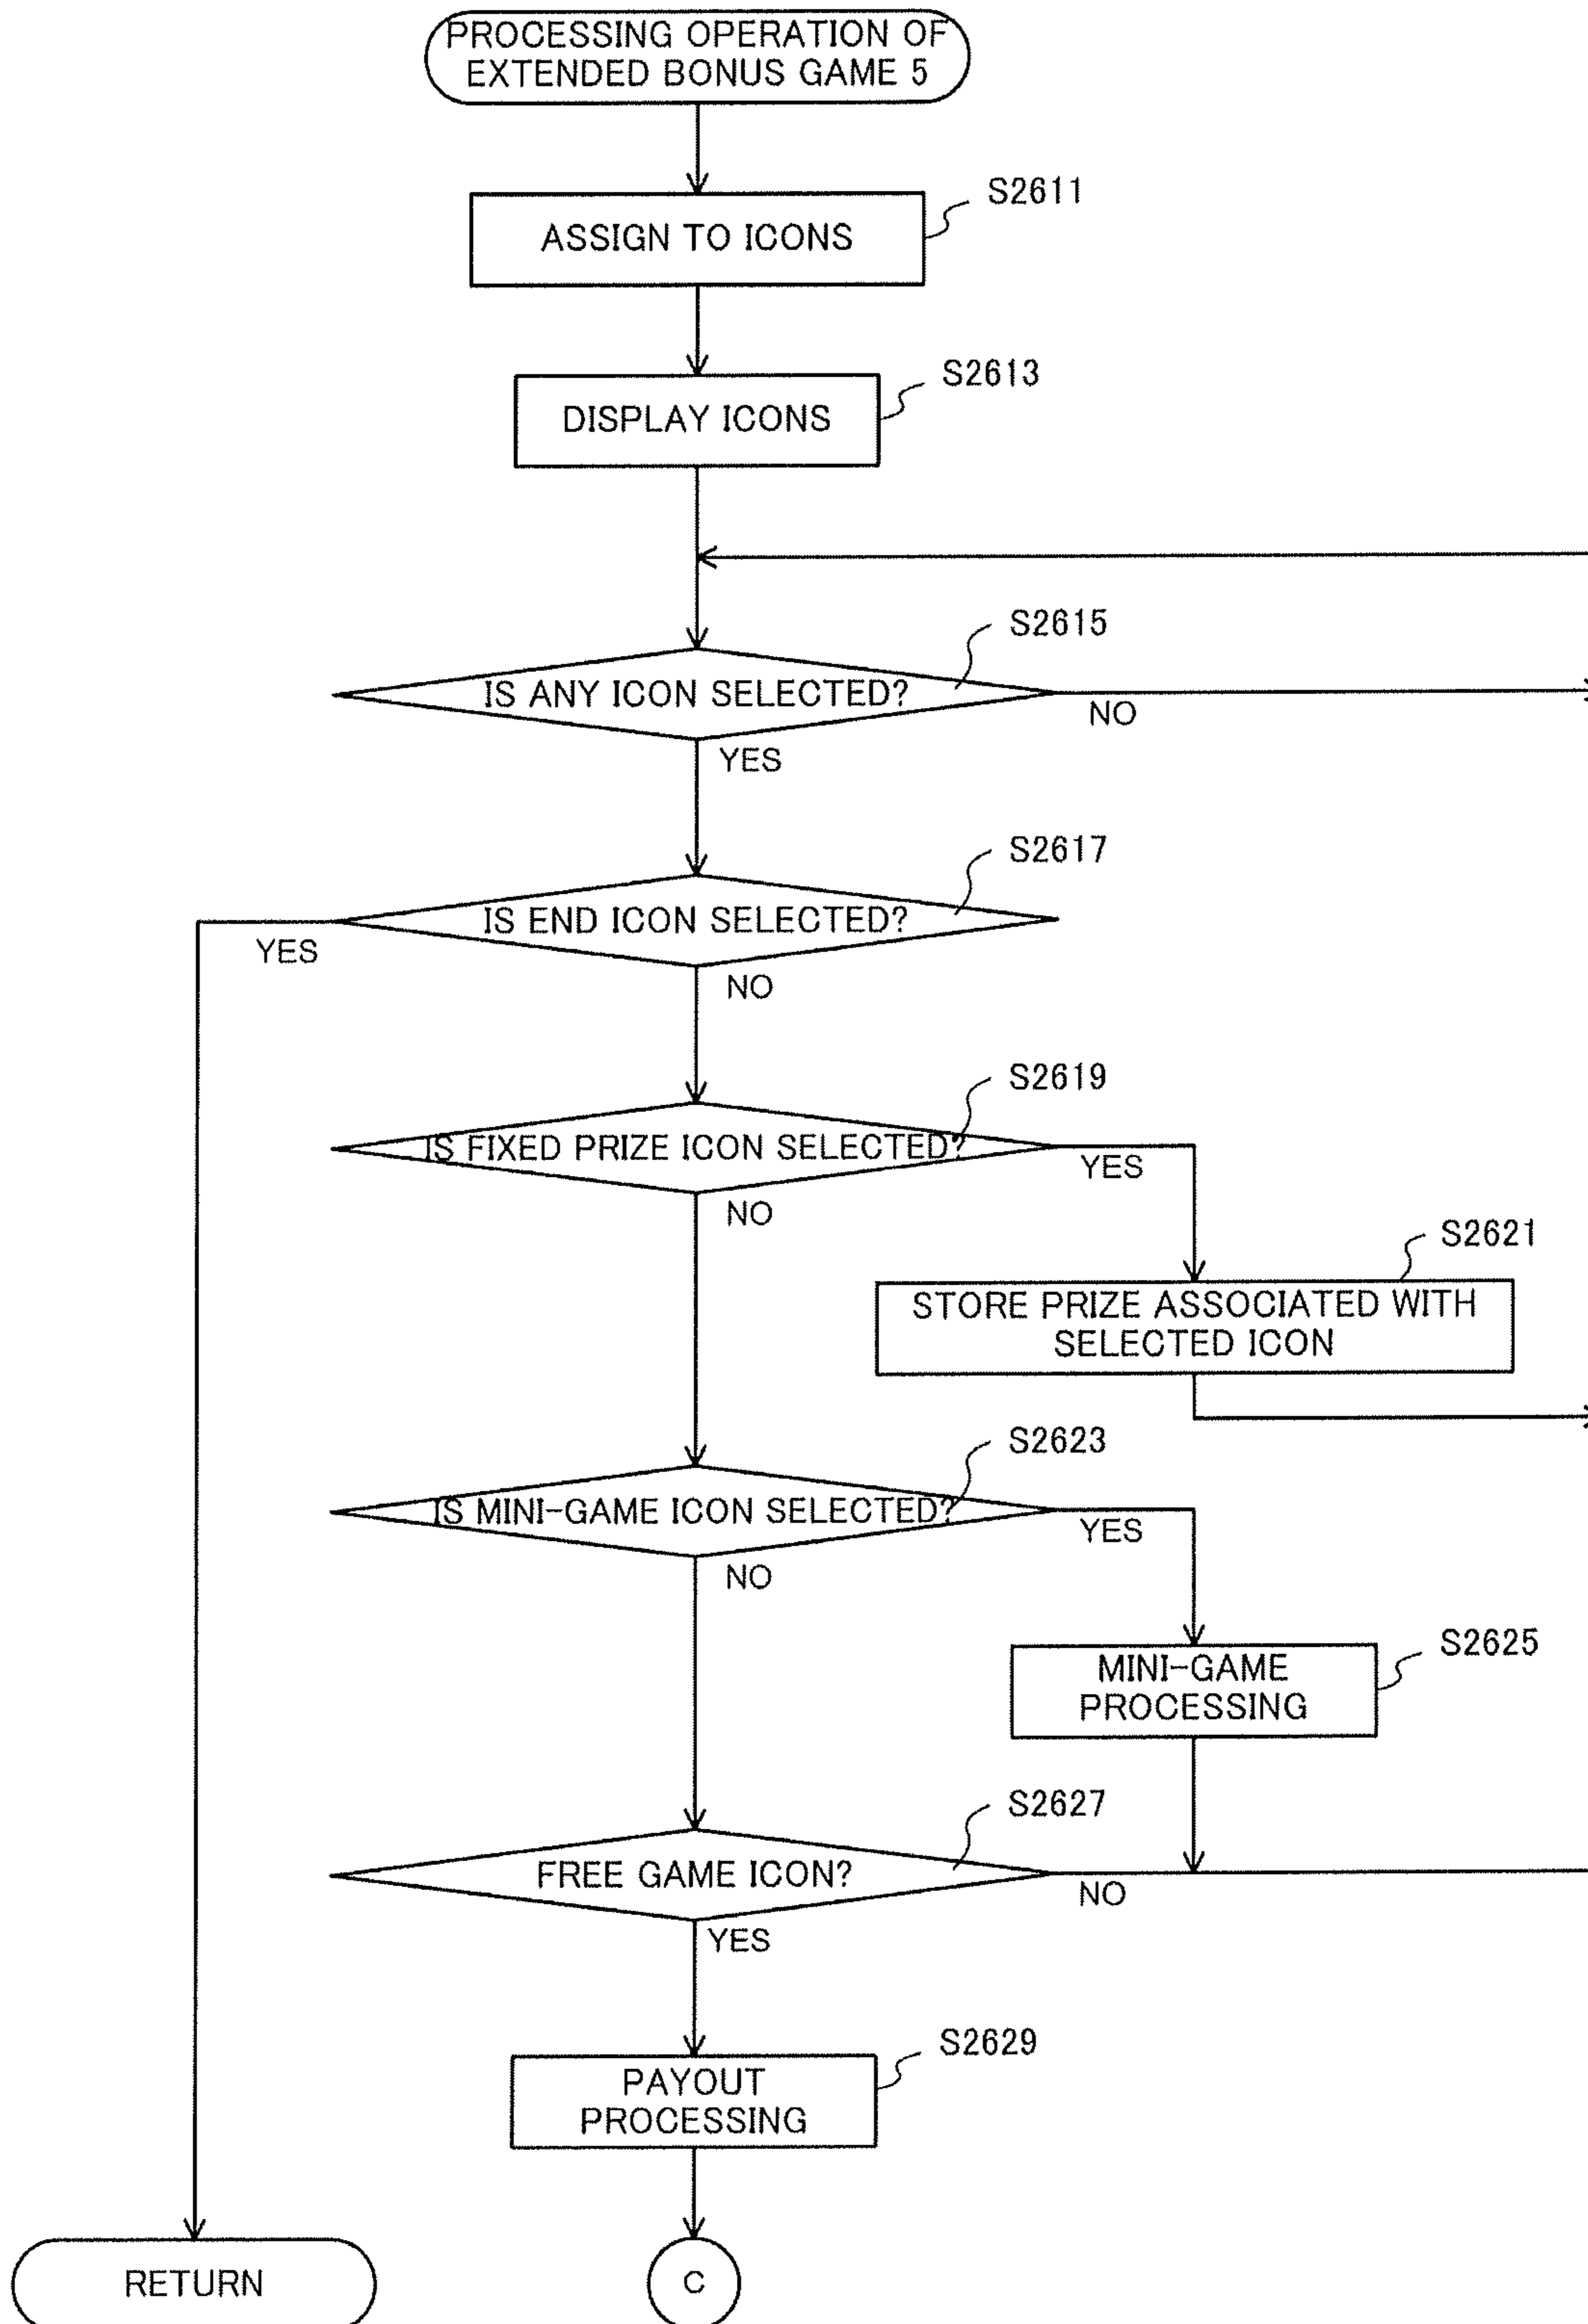 PROCESSING OPERATION OF
EXTENDED BONUS GAME 5
S2611
ASSIGN TO ICONS
S2613
DISPLAY ICONS
S2615
IS ANY ICON SELECTED?
NO
YES
S2617
IS END ICON SELECTED?
YES
NO
S2619
IS FIXED PRIZE ICON SELECTED?
YES
NO
S2621
STORE PRIZE ASSOCIATED WITH
SELECTED ICON
S2623
IS MINI-GAME ICON SELECTED?
YES
NO
S2625
MINI-GAME
PROCESSING
S2627
FREE GAME ICON?
NO
YES
S2629
PAYOUT
PROCESSING
RETURN
C